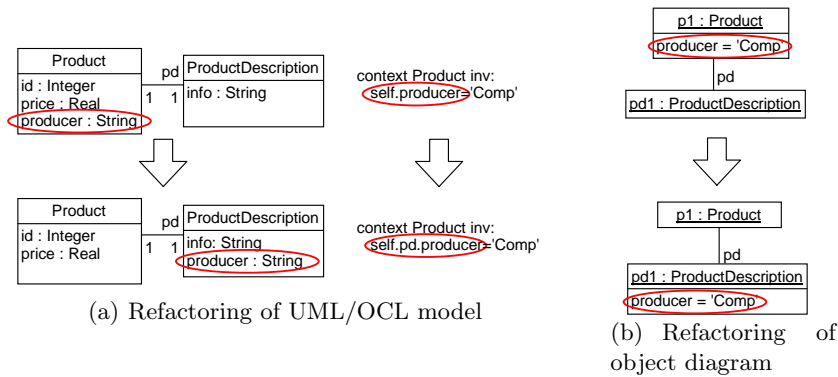 Product
id : Integer
price : Real
producer : String
pd
1 1
ProductDescription
info : String
context Product inv:
self.producer='Comp'
Product
id : Integer
price : Real
pd
1 1
ProductDescription
info: String
producer : String
context Product inv:
self.pd.producer='Comp'
(a) Refactoring of UML/OCL model
p1 : Product
producer = 'Comp'
pd
pd1 : ProductDescription
p1 : Product
pd
pd1 : ProductDescription
producer = 'Comp'
(b) Refactoring of
object diagram